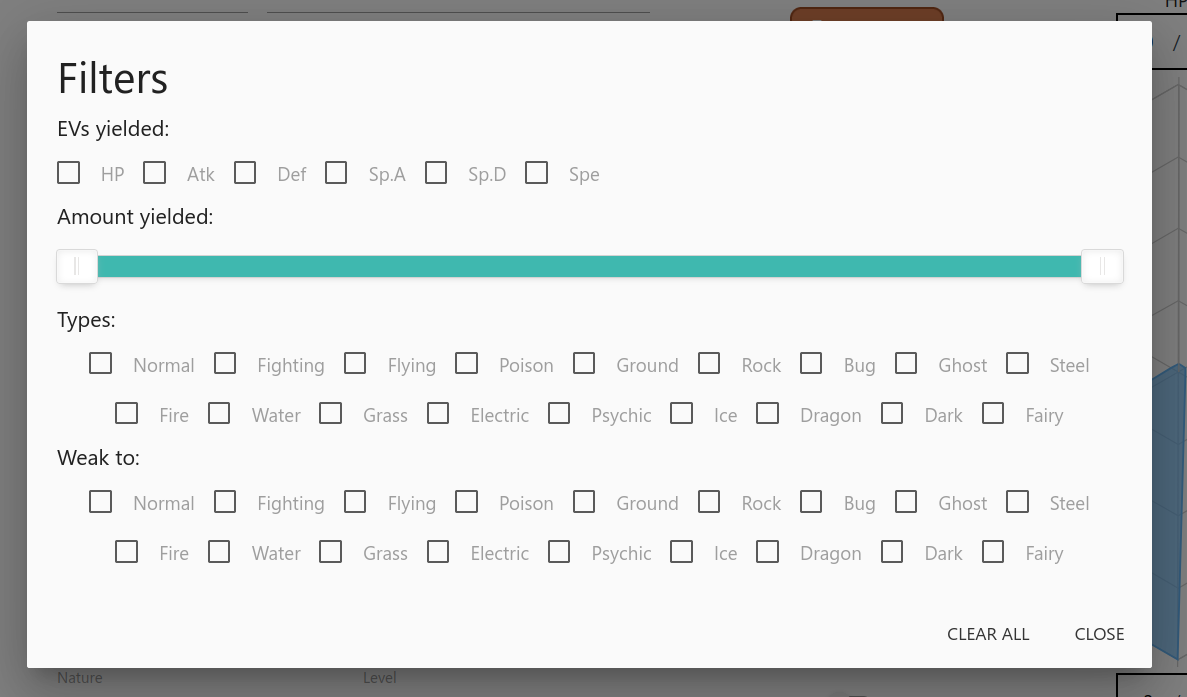 HP
/
Filters
EVs yielded:
HP Atk Def Sp.A Sp.D Spe
Amount yielded:
Types:
Normal Fighting Flying Poison Ground Rock Bug Ghost Steel
Fire Water Grass Electric Psychic Ice Dragon Dark Fairy
Weak to:
Normal Fighting Flying Poison Ground Rock Bug Ghost Steel
Fire Water Grass Electric Psychic Ice Dragon Dark Fairy
CLEAR ALL CLOSE
Nature Level